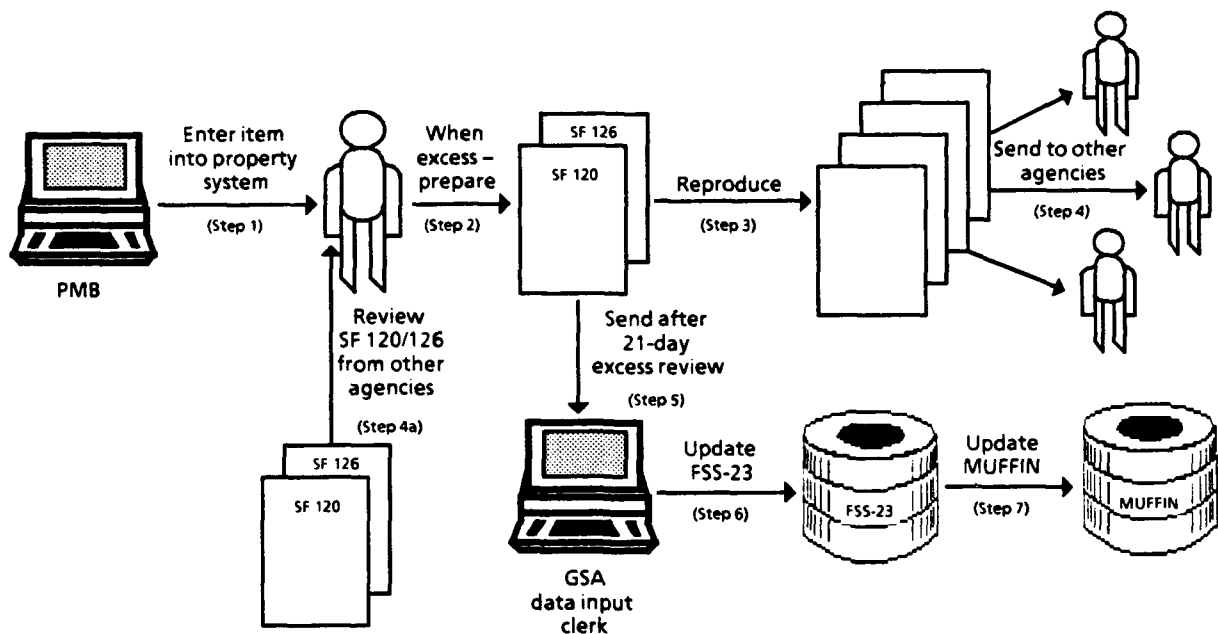 Enter item
into property
system
(Step 1)
PMB
When
excess –
prepare
(Step 2)
SF 126
SF 120
Reproduce
(Step 3)
Send to other
agencies
(Step 4)
Review
SF 120/126
from other
agencies
(Step 4a)
SF 126
SF 120
Send after
21-day
excess review
(Step 5)
GSA
data input
clerk
Update
FSS-23
(Step 6)
FSS-23
Update
MUFFIN
(Step 7)
MUFFIN